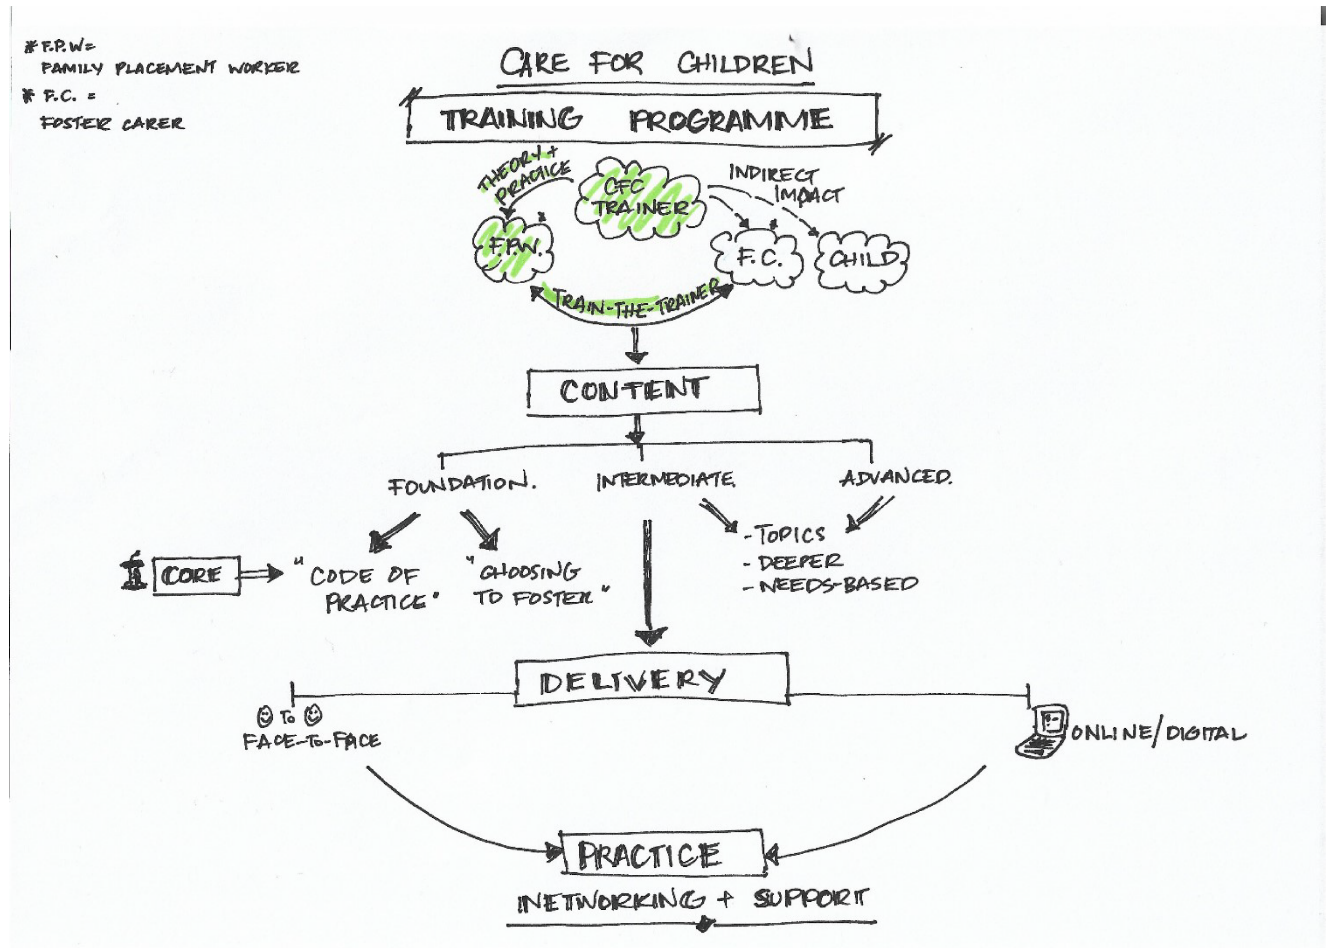 * F.P.W=
FAMILY PLACEMENT WORKER
* F.C. =
FOSTER CARER
CARE FOR CHILDREN
TRAINING PROGRAMME
THEORY +
PRACTICE
CFC
TRAINER
INDIRECT
IMPACT
F.P.W. *
F.C. *
CHILD
TRAIN-THE-TRAINER
CONTENT
FOUNDATION.
INTERMEDIATE.
ADVANCED.
CORE
"CODE OF
PRACTICE"
"CHOOSING
TO FOSTER"
- TOPICS
- DEEPER
- NEEDS-BASED
DELIVERY
TO
FACE-TO-FACE
ONLINE/DIGITAL
PRACTICE
NETWORKING + SUPPORT